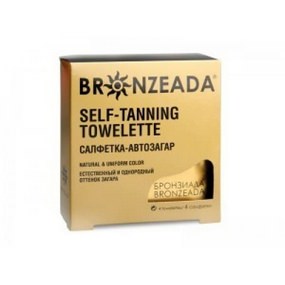 BRONZEADA®
SELF-TANNING
TOWELETTE
САЛФЕТКА-АВТОЗАГАР
NATURAL & UNIFORM COLOR
ЕСТЕСТВЕННЫЙ И ОДНОРОДНЫЙ
ОТТЕНОК ЗАГАРА
БРОНЗИАДА
BRONZEADA